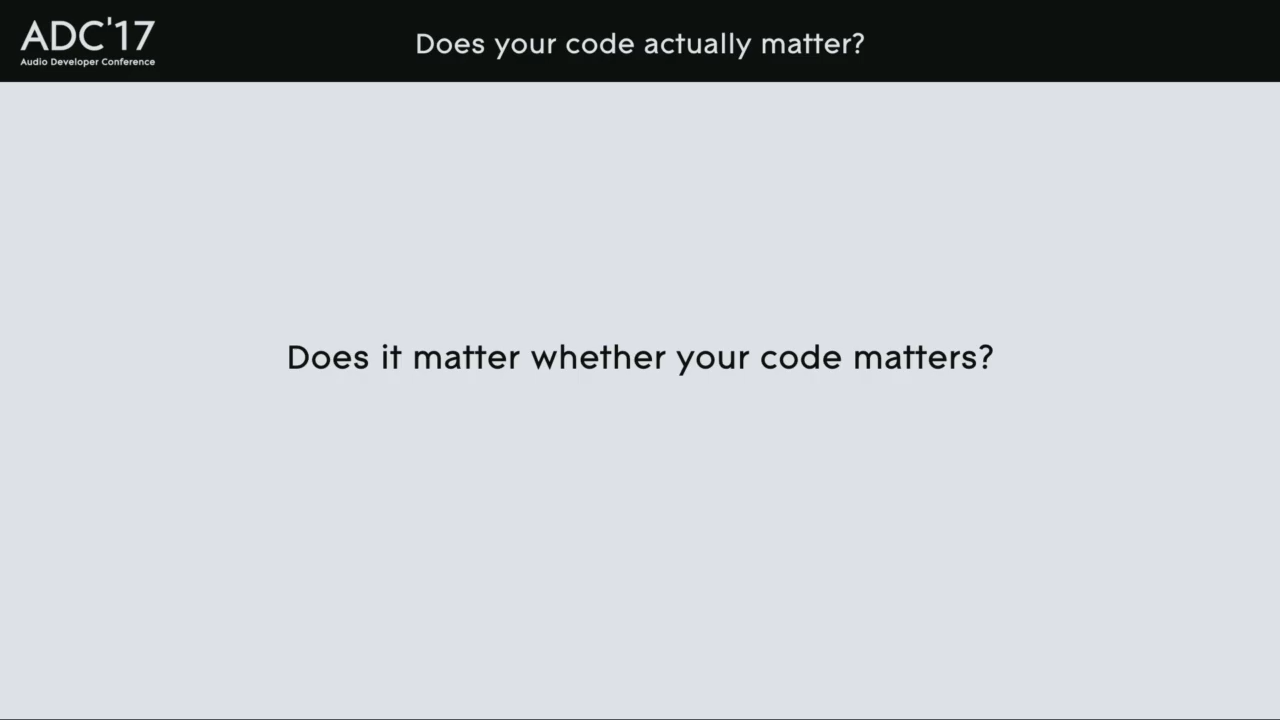 ADC'17
Audio Developer Conference
Does your code actually matter?
Does it matter whether your code matters?